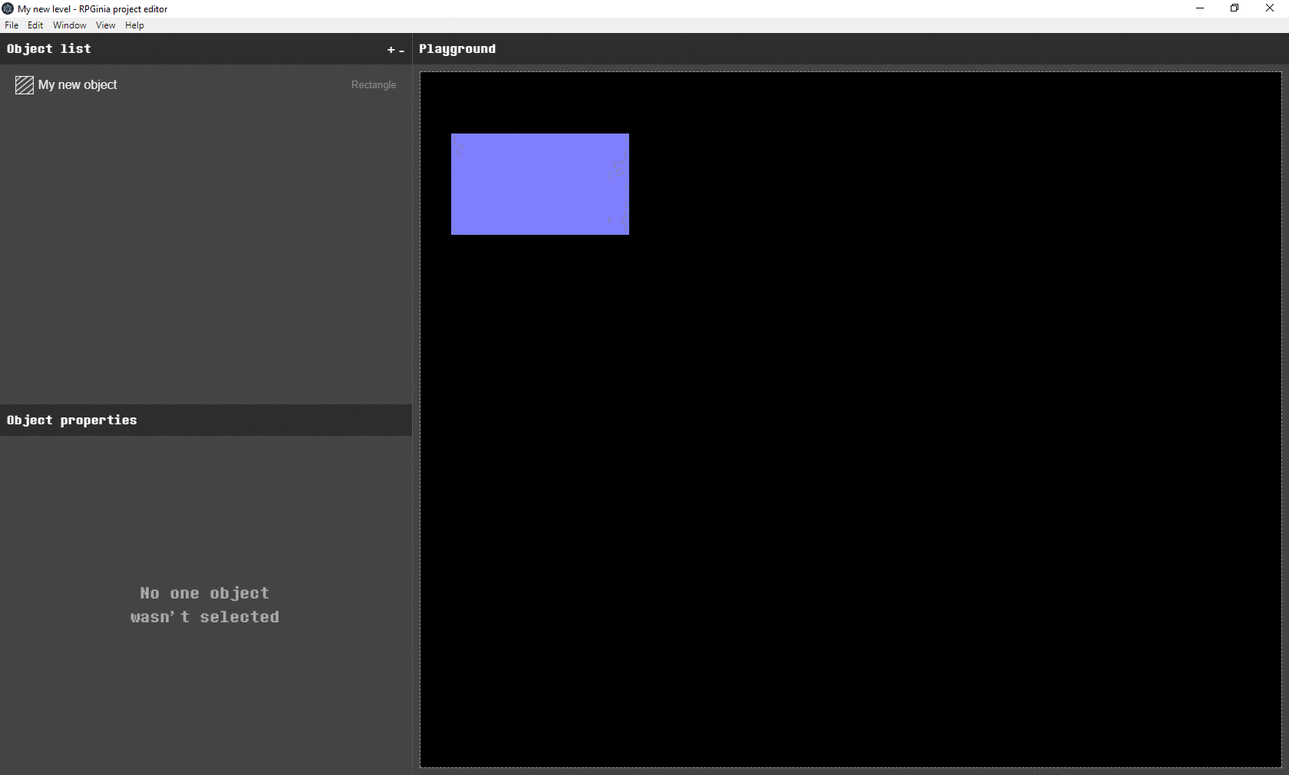 My new level - RPGinia project editor
File Edit Window View Help
Object list + -
My new object Rectangle
Object properties
No one object
wasn't selected
Playground